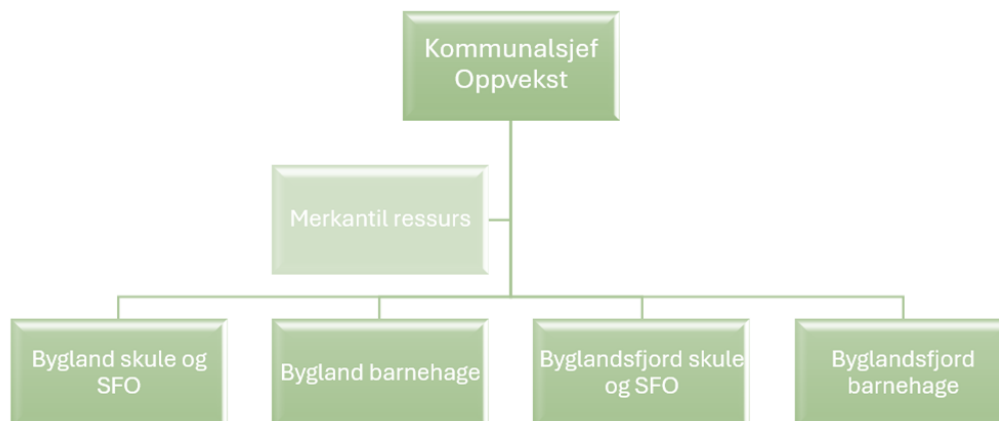 Kommunalsjef
Oppvekst
Merkantil ressurs
Bygland skule og
SFO
Bygland barnehage
Byglandsfjord skule
og SFO
Byglandsfjord
barnehage